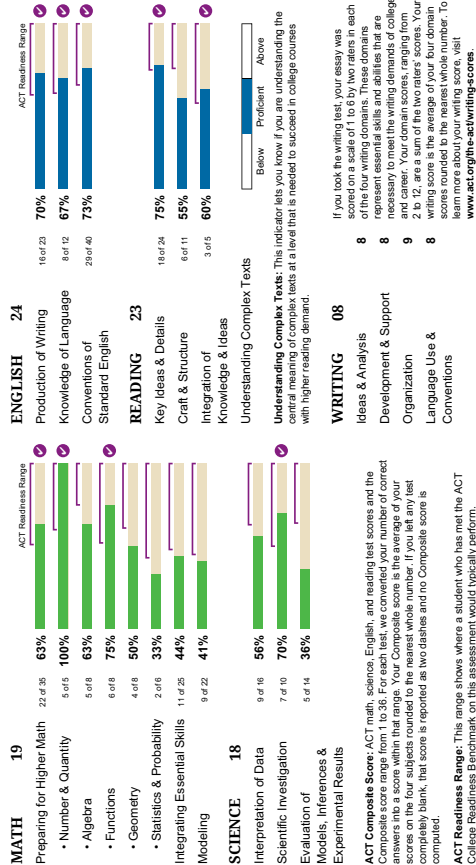 MATH 19
ACT Readiness Range
Preparing for Higher Math 22 of 35 63%
• Number & Quantity 5 of 5 100%
• Algebra 5 of 8 63%
• Functions 6 of 8 75%
• Geometry 4 of 8 50%
• Statistics & Probability 2 of 6 33%
Integrating Essential Skills 11 of 25 44%
Modeling 9 of 22 41%
SCIENCE 18
Interpretation of Data 9 of 16 56%
Scientific Investigation 7 of 10 70%
Evaluation of
Models, Inferences &
Experimental Results 5 of 14 36%
ACT Composite Score: ACT math, science, English, and reading test scores and the
Composite score range from 1 to 36. For each test, we converted your number of correct
answers into a score within that range. Your Composite score is the average of your
scores on the four subjects rounded to the nearest whole number. If you left any test
completely blank, that score is reported as two dashes and no Composite score is
computed.
ACT Readiness Range: This range shows where a student who has met the ACT
College Readiness Benchmark on this assessment would typically perform.
ENGLISH 24
ACT Readiness Range
Production of Writing 16 of 23 70%
Knowledge of Language 8 of 12 67%
Conventions of
Standard English 29 of 40 73%
READING 23
Key Ideas & Details 18 of 24 75%
Craft & Structure 6 of 11 55%
Integration of
Knowledge & Ideas 3 of 5 60%
Understanding Complex Texts
Below Proficient Above
Understanding Complex Texts: This indicator lets you know if you are understanding the
central meaning of complex texts at a level that is needed to succeed in college courses
with higher reading demand.
WRITING 08
Ideas & Analysis 8
Development & Support 8
Organization 9
Language Use &
Conventions 8
If you took the writing test, your essay was
scored on a scale of 1 to 6 by two raters in each
of the four writing domains. These domains
represent essential skills and abilities that are
necessary to meet the writing demands of college
and career. Your domain scores, ranging from
2 to 12, are a sum of the two raters' scores. Your
writing score is the average of your four domain
scores rounded to the nearest whole number. To
learn more about your writing score, visit
www.act.org/the-act/writing-scores.